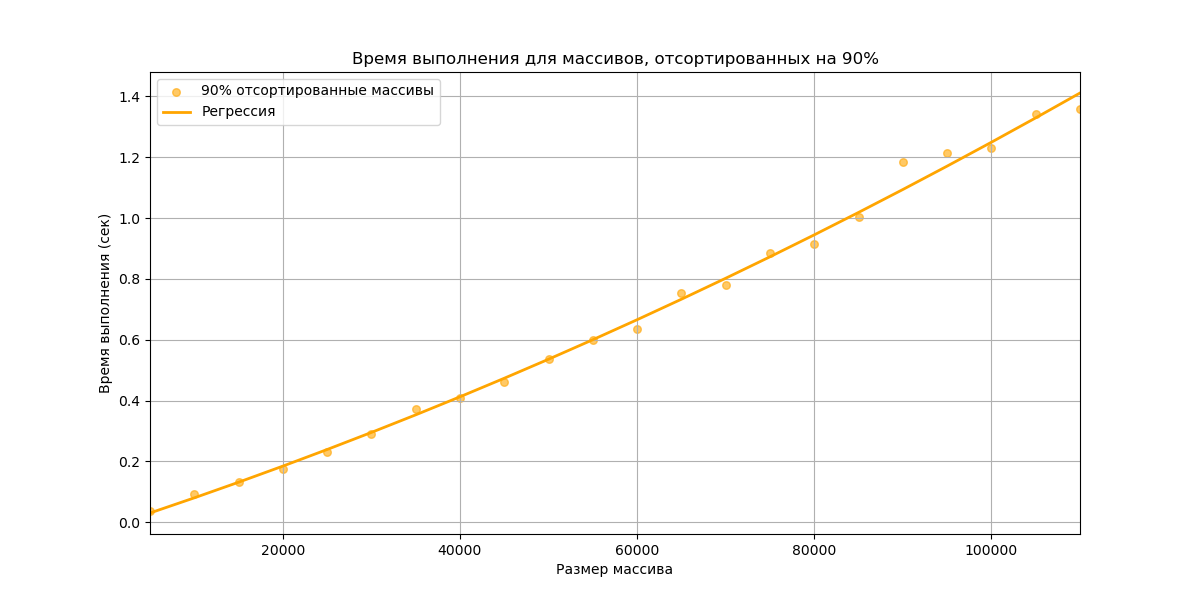 Время выполнения для массивов, отсортированных на 90%
90% отсортированные массивы
Регрессия
Время выполнения (сек)
1.4
1.2
1.0
0.8
0.6
0.4
0.2
0.0
20000
40000
60000
80000
100000
Размер массива